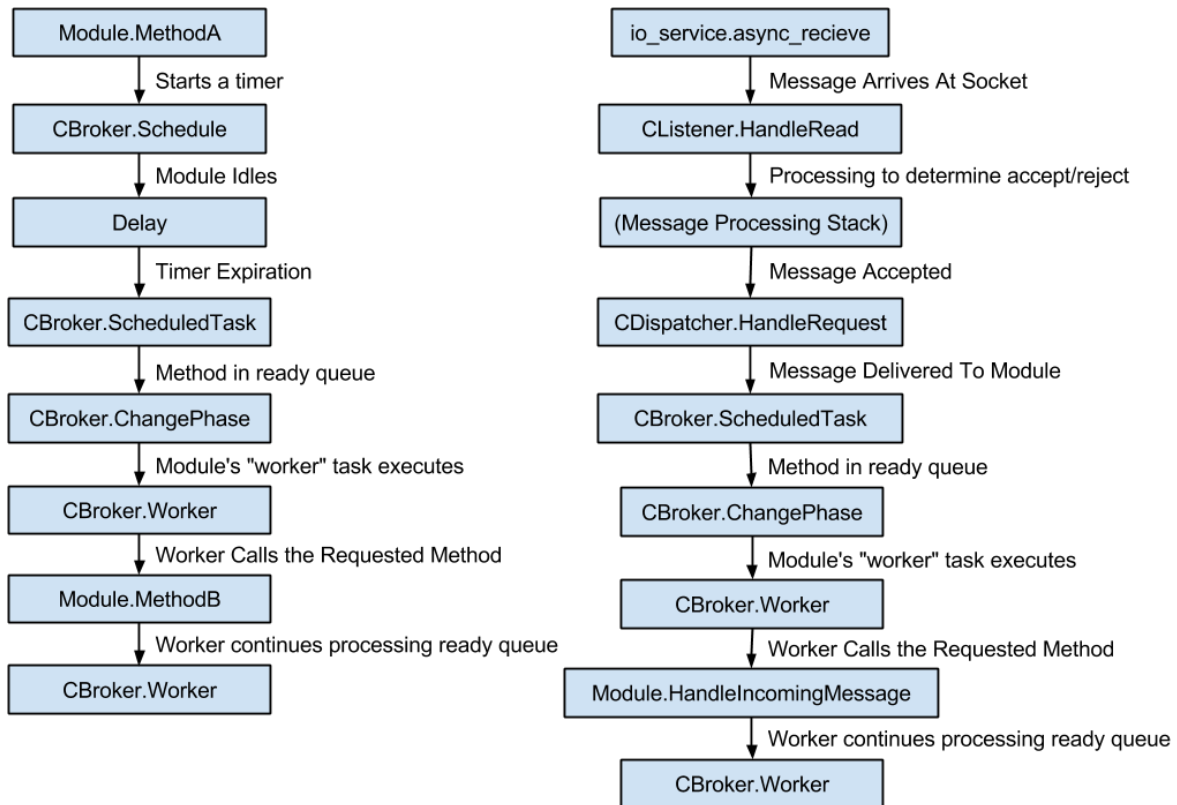 Module.MethodA
Starts a timer
CBroker.Schedule
Module Idles
Delay
Timer Expiration
CBroker.ScheduledTask
Method in ready queue
CBroker.ChangePhase
Module's "worker" task executes
CBroker.Worker
Worker Calls the Requested Method
Module.MethodB
Worker continues processing ready queue
CBroker.Worker
io_service.async_recieve
Message Arrives At Socket
CListener.HandleRead
Processing to determine accept/reject
(Message Processing Stack)
Message Accepted
CDispatcher.HandleRequest
Message Delivered To Module
CBroker.ScheduledTask
Method in ready queue
CBroker.ChangePhase
Module's "worker" task executes
CBroker.Worker
Worker Calls the Requested Method
Module.HandleIncomingMessage
Worker continues processing ready queue
CBroker.Worker